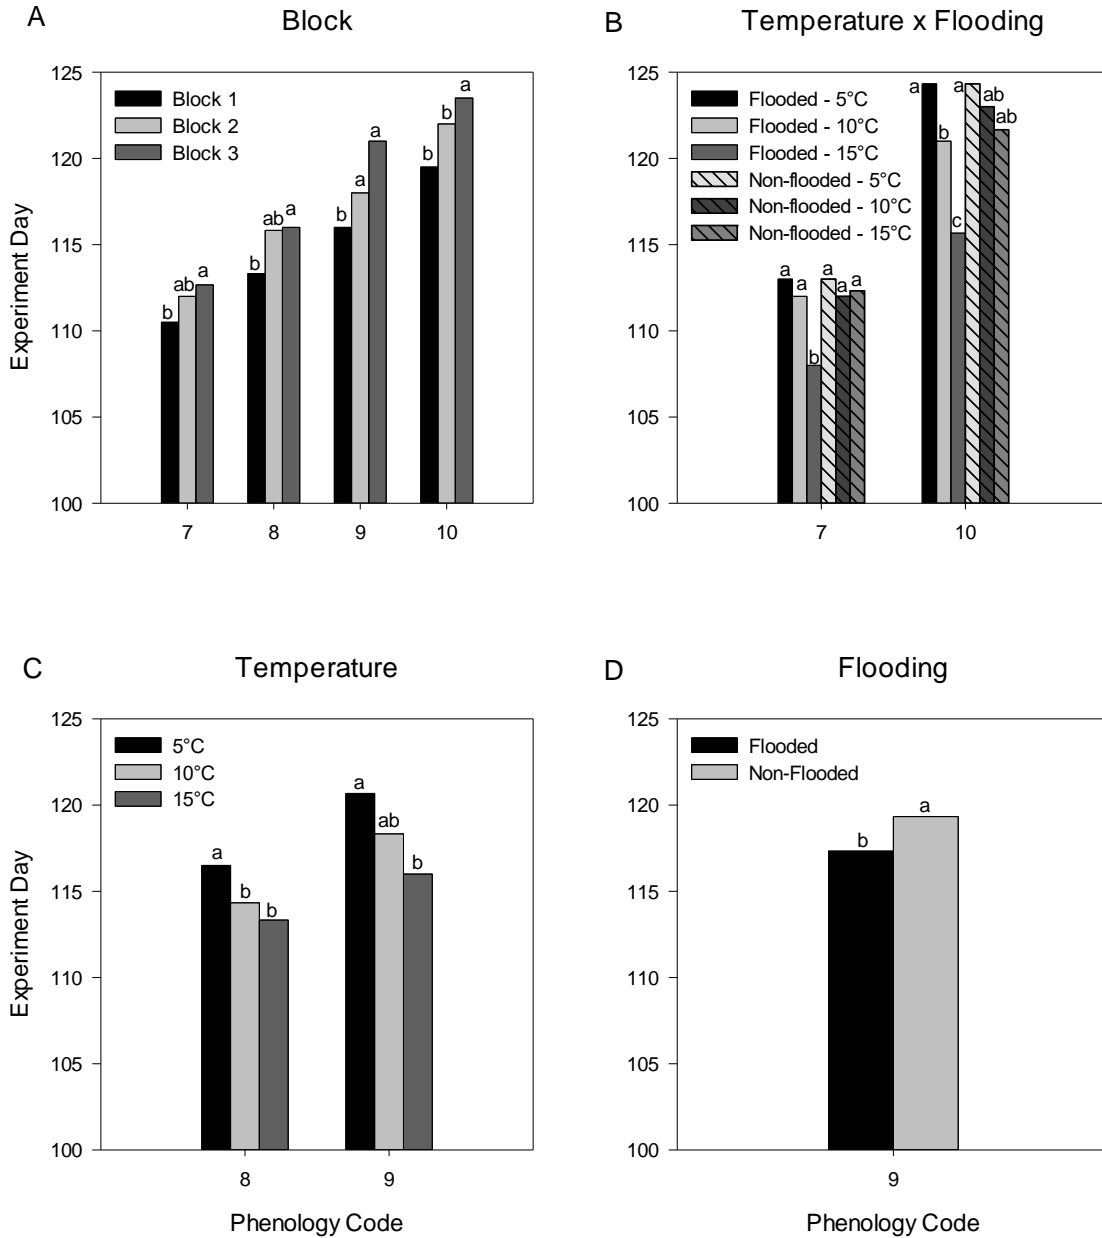 A
Block
125
120
115
110
105
100
Experiment Day
Block 1
Block 2
Block 3
b ab a
b ab a
b a a
b b a
7 8 9 10
B
Temperature x Flooding
125
120
115
110
105
100
Flooded - 5°C
Flooded - 10°C
Flooded - 15°C
Non-flooded - 5°C
Non-flooded - 10°C
Non-flooded - 15°C
a a b a a a
a b c a ab ab
7 10
C
Temperature
125
120
115
110
105
100
Experiment Day
5°C
10°C
15°C
a b b
a ab b
8 9
Phenology Code
D
Flooding
125
120
115
110
105
100
Flooded
Non-Flooded
b a
9
Phenology Code